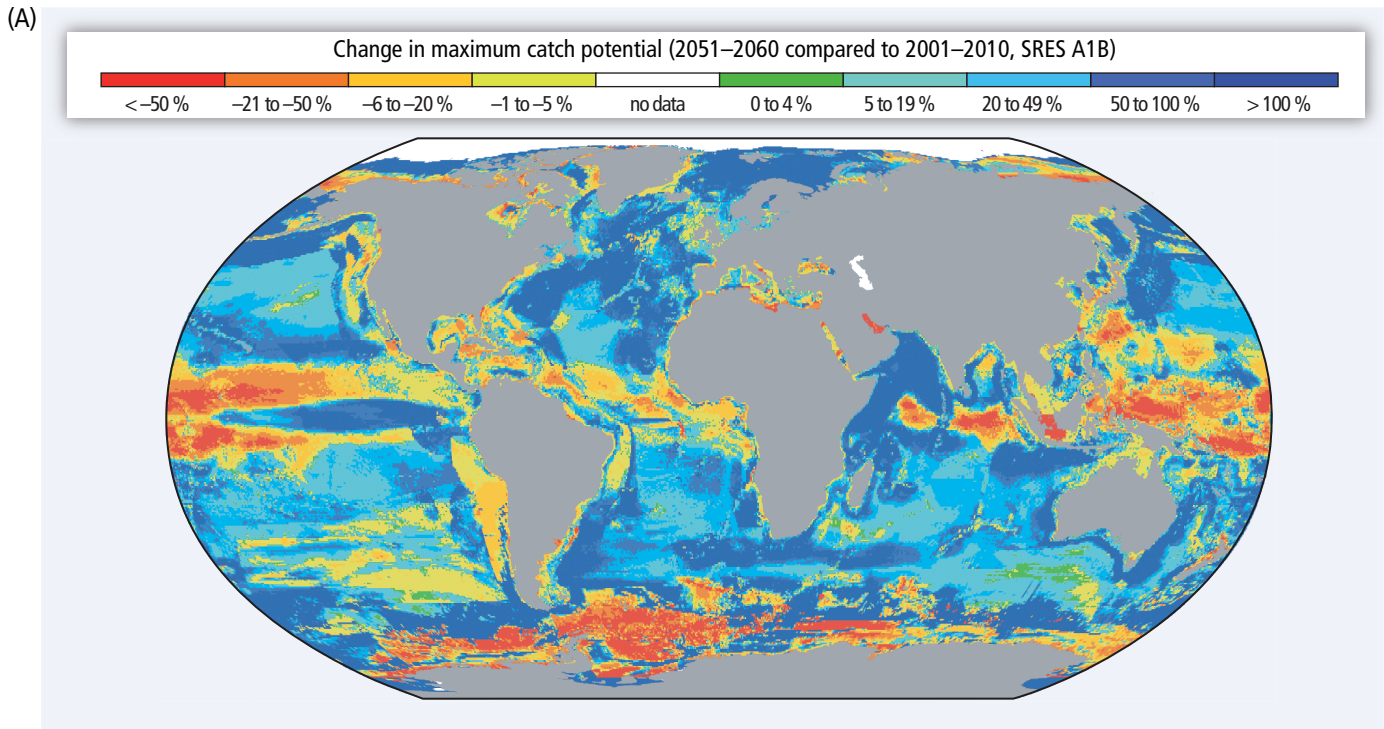 (A)
Change in maximum catch potential (2051–2060 compared to 2001–2010, SRES A1B)
< –50 % –21 to –50 % –6 to –20 % –1 to –5 % no data 0 to 4 % 5 to 19 % 20 to 49 % 50 to 100 % > 100 %